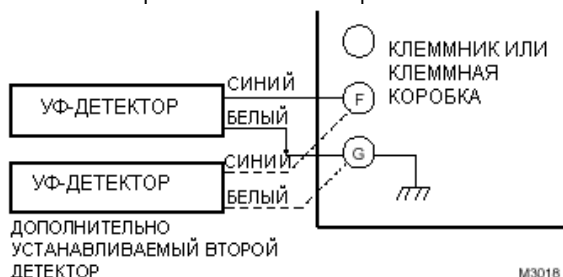 КЛЕММНИК ИЛИ
КЛЕММНАЯ
КОРОБКА
СИНИЙ
УФ-ДЕТЕКТОР
F
БЕЛЫЙ
G
СИНИЙ
УФ-ДЕТЕКТОР
БЕЛЫЙ
ДОПОЛНИТЕЛЬНО
УСТАНАВЛИВАЕМЫЙ ВТОРОЙ
ДЕТЕКТОР
M3018